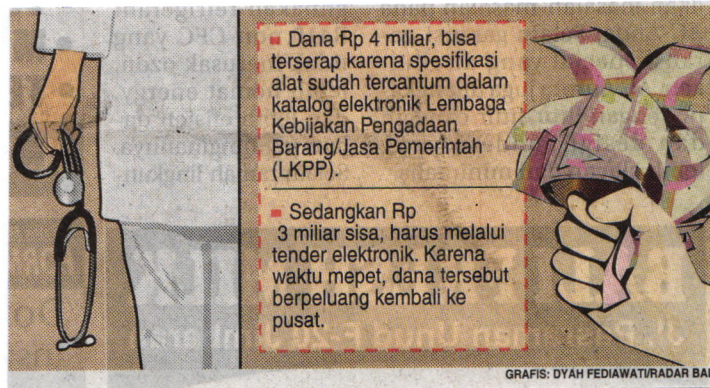 Dana Rp 4 miliar, bisa
terserap karena spesifikasi
alat sudah tercantum dalam
katalog elektronik Lembaga
Kebijakan Pengadaan
Barang/Jasa Pemerintah
(LKPP).
Sedangkan Rp
3 miliar sisa, harus melalui
tender elektronik. Karena
waktu mepet, dana tersebut
berpeluang kembali ke
pusat.
GRAFIS: DYAH FEDIAWATI/RADAR